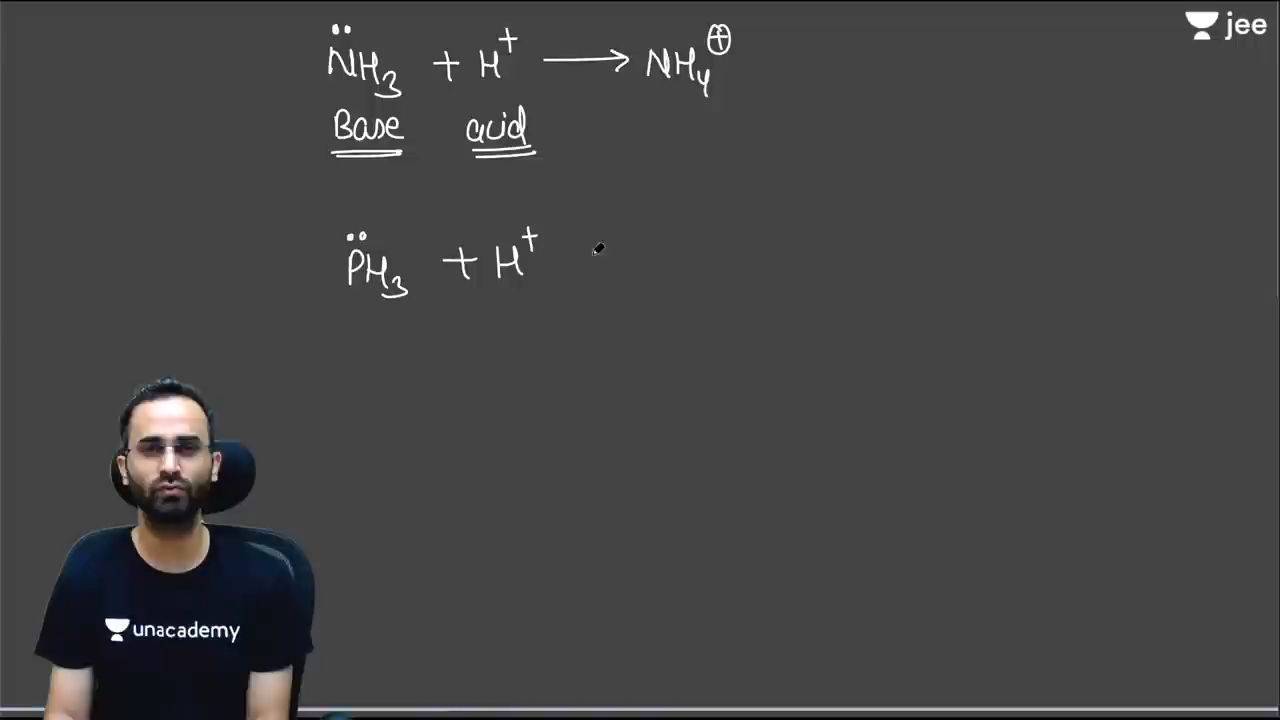 jee
N̈H₃ + H⁺ ⟶ NH₄⊕
Base acid
P̈H₃ + H⁺
unacademy